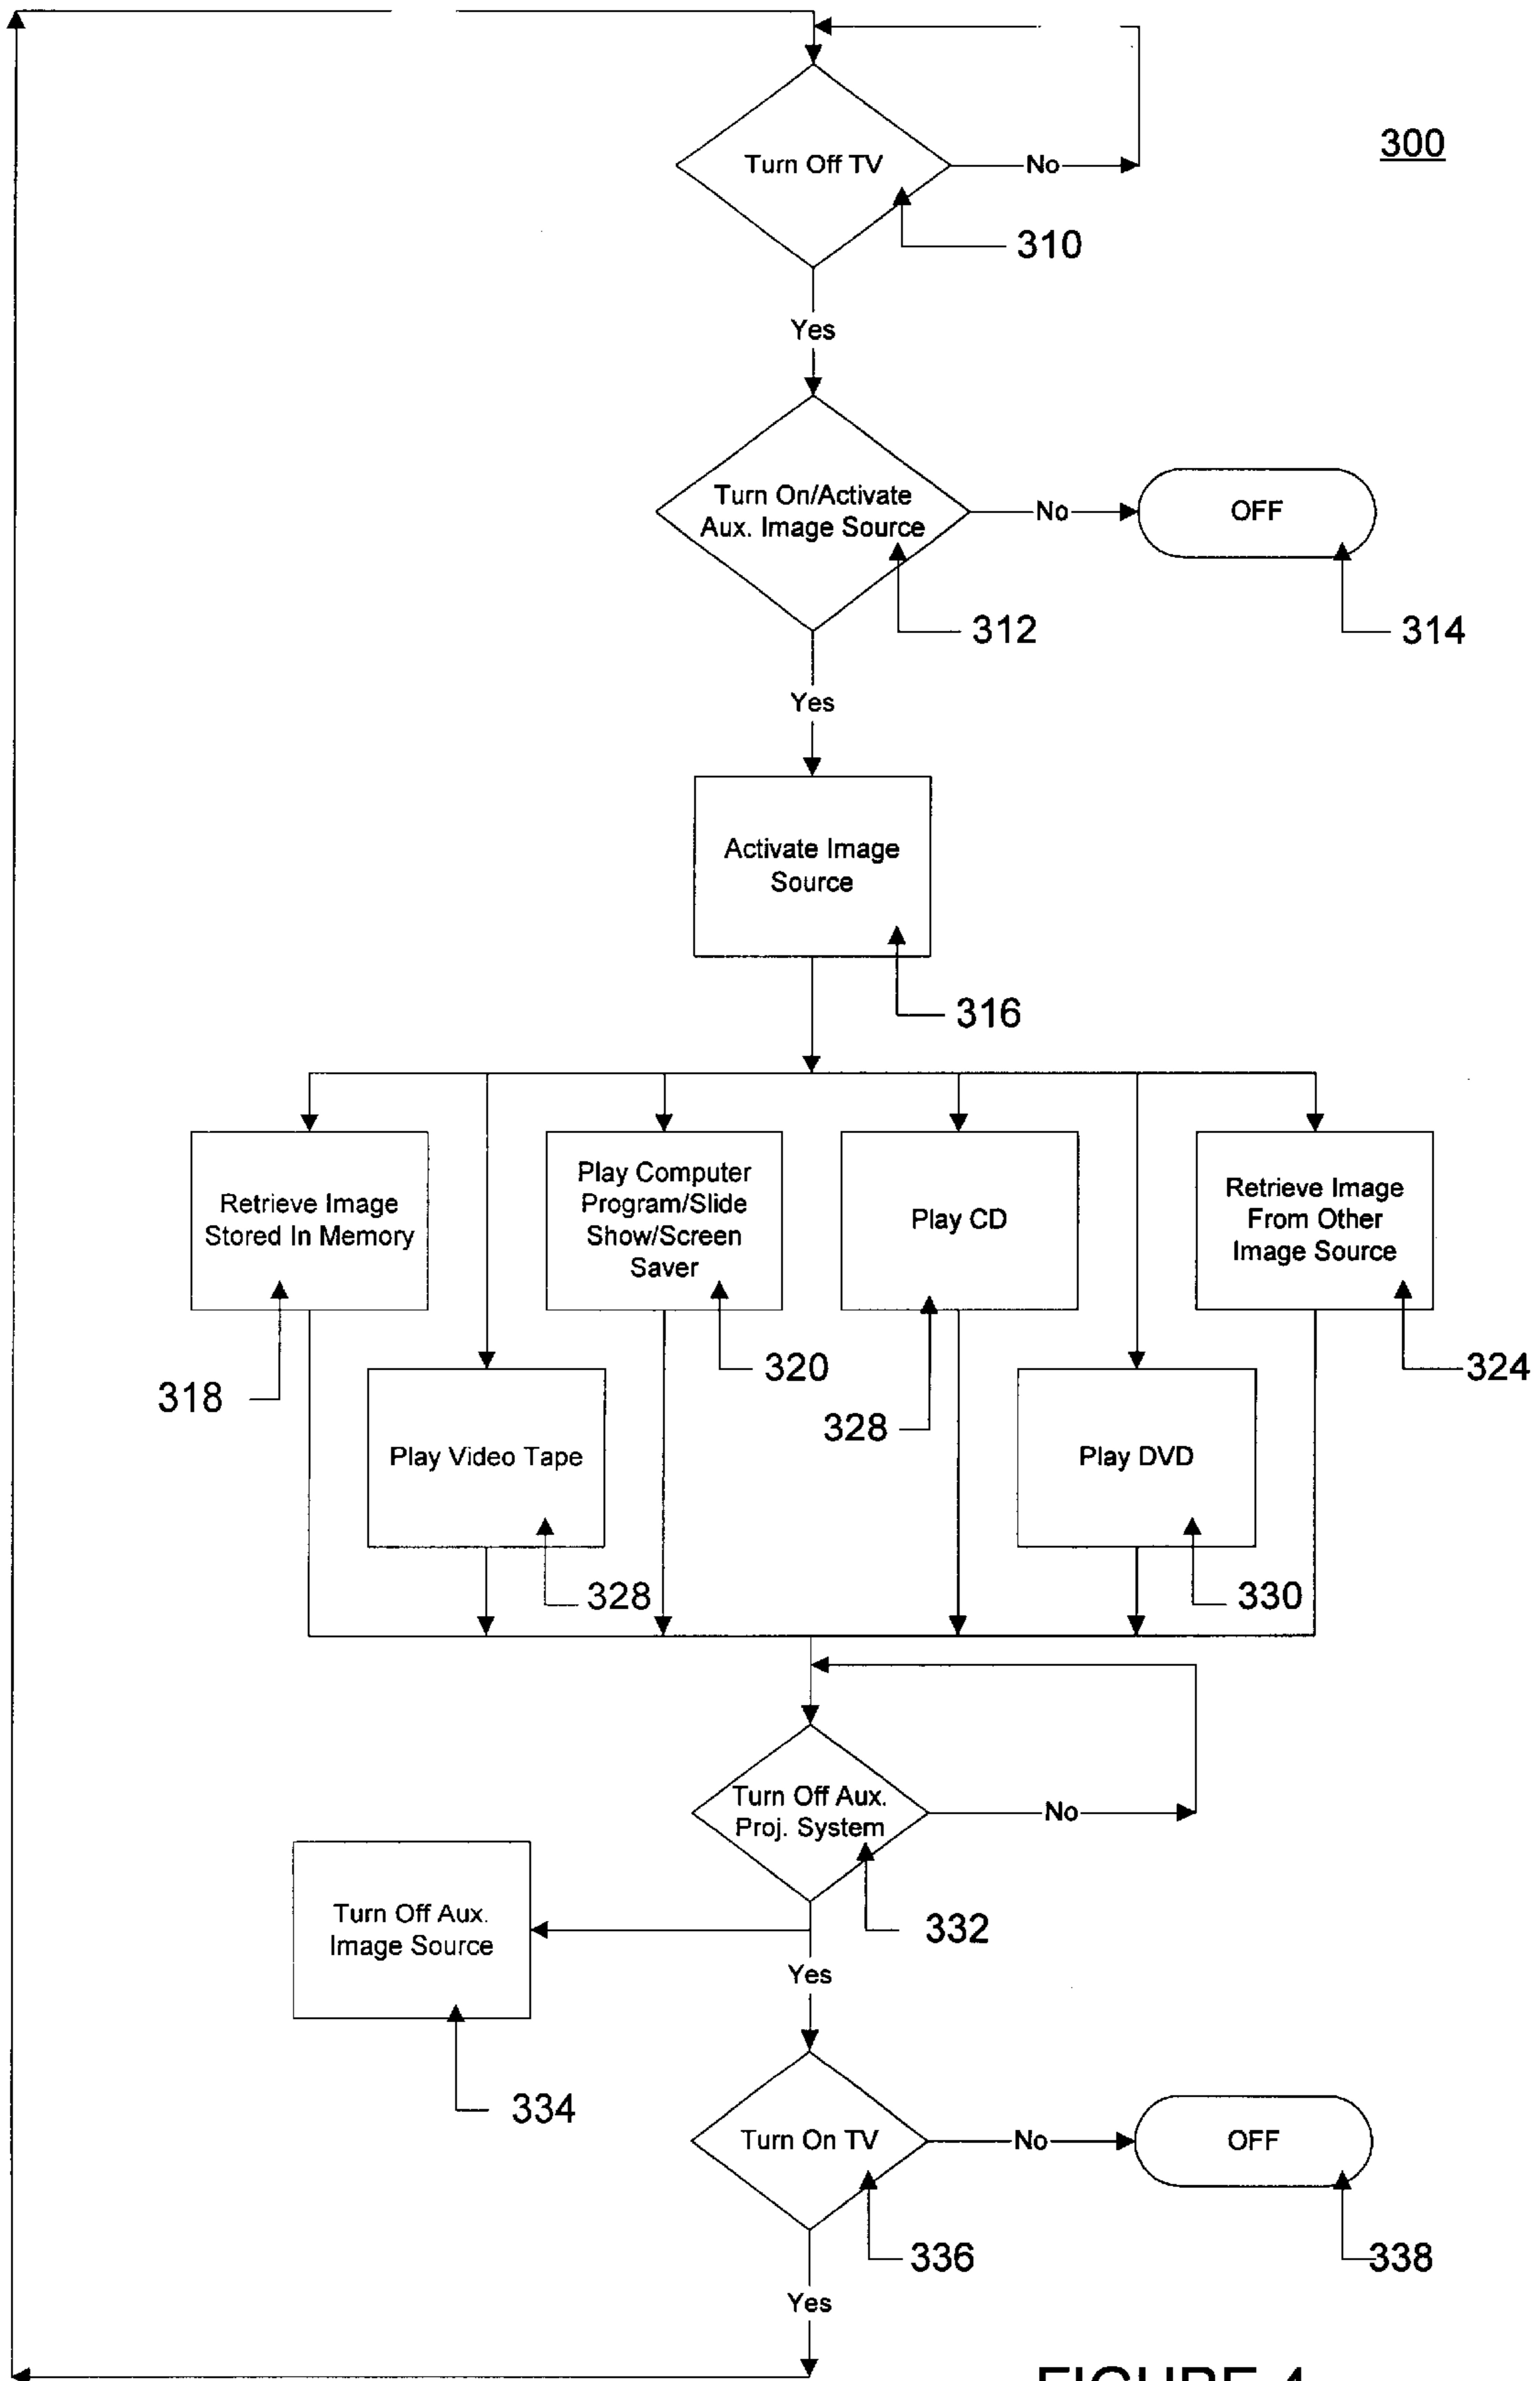 Turn Off TV
No
300
310
Yes
Turn On/Activate
Aux. Image Source
No
OFF
312
314
Yes
Activate Image
Source
316
Retrieve Image
Stored In Memory
Play Computer
Program/Slide
Show/Screen
Saver
Play CD
Retrieve Image
From Other
Image Source
318
320
328
324
Play Video Tape
Play DVD
328
330
Turn Off Aux.
Proj. System
No
Turn Off Aux.
Image Source
332
Yes
334
Turn On TV
No
OFF
336
338
Yes
FIGURE 4